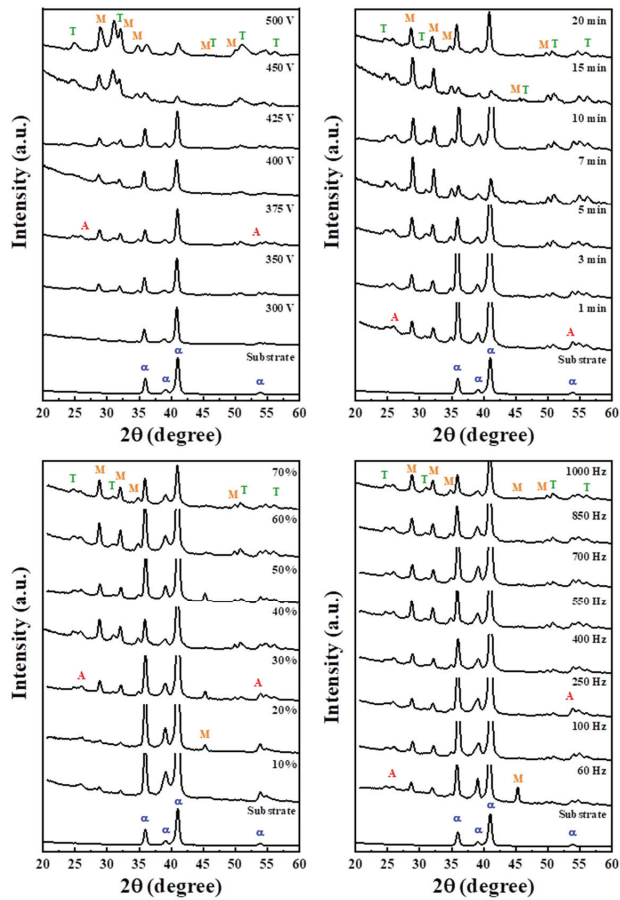 T M T M M M T M T T
500 V
450 V
425 V
400 V
375 V
A A
350 V
300 V
Substrate
α α α α
20 25 30 35 40 45 50 55 60
2θ (degree)
Intensity (a.u.)
T M T M M M T M T T
20 min
15 min
10 min
7 min
5 min
3 min
1 min
A A
Substrate
α α α α
20 25 30 35 40 45 50 55 60
2θ (degree)
Intensity (a.u.)
T M T M M M T T
70%
60%
50%
40%
30%
A A
20%
M
10%
Substrate
α α α α
20 25 30 35 40 45 50 55 60
2θ (degree)
Intensity (a.u.)
T M T M M M M T T
1000 Hz
850 Hz
700 Hz
550 Hz
400 Hz
250 Hz
A
100 Hz
60 Hz
A M
Substrate
α α α α
20 25 30 35 40 45 50 55 60
2θ (degree)
Intensity (a.u.)